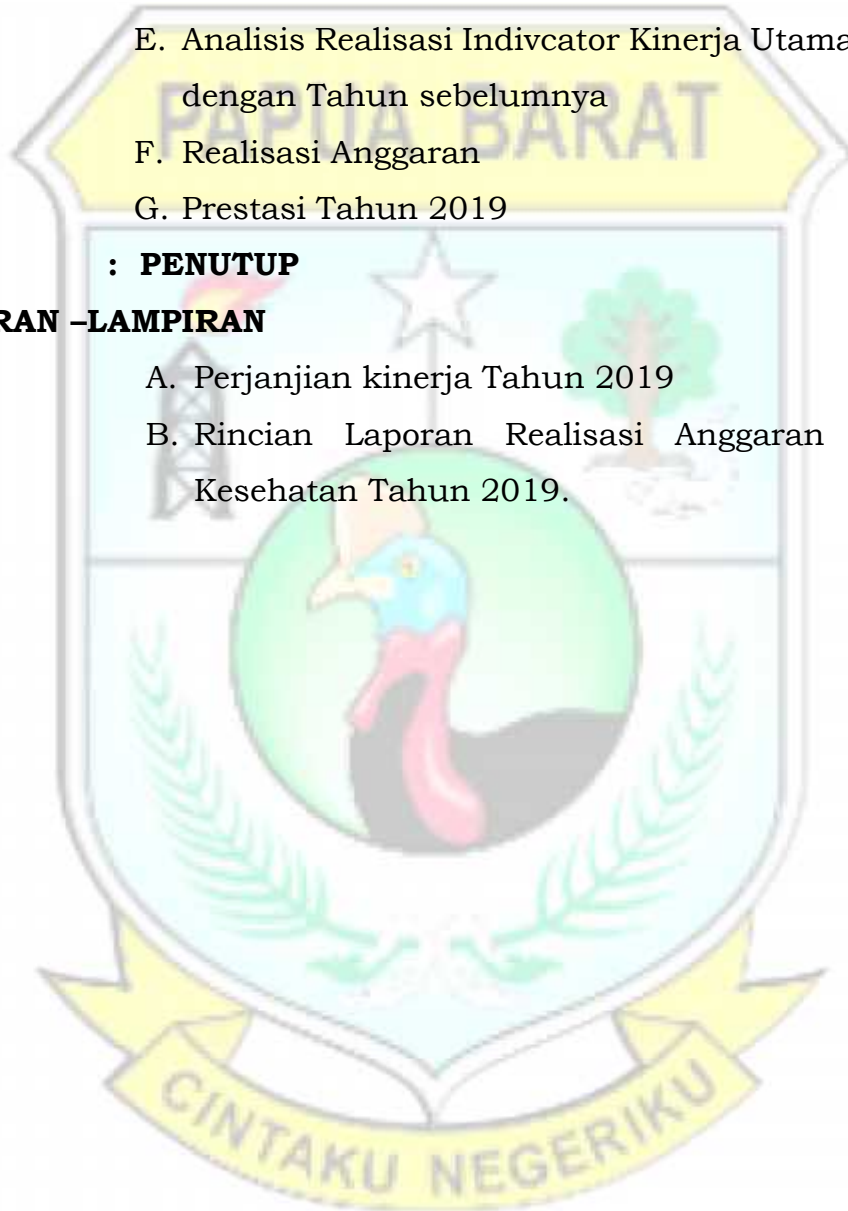 E. Analisis Realisasi Indivcator Kinerja Utama
dengan Tahun sebelumnya
PAPUA BARAT
F. Realisasi Anggaran
G. Prestasi Tahun 2019
: PENUTUP
RAN –LAMPIRAN
A. Perjanjian kinerja Tahun 2019
B. Rincian Laporan Realisasi Anggaran
Kesehatan Tahun 2019.
CINTAKU NEGERIKU